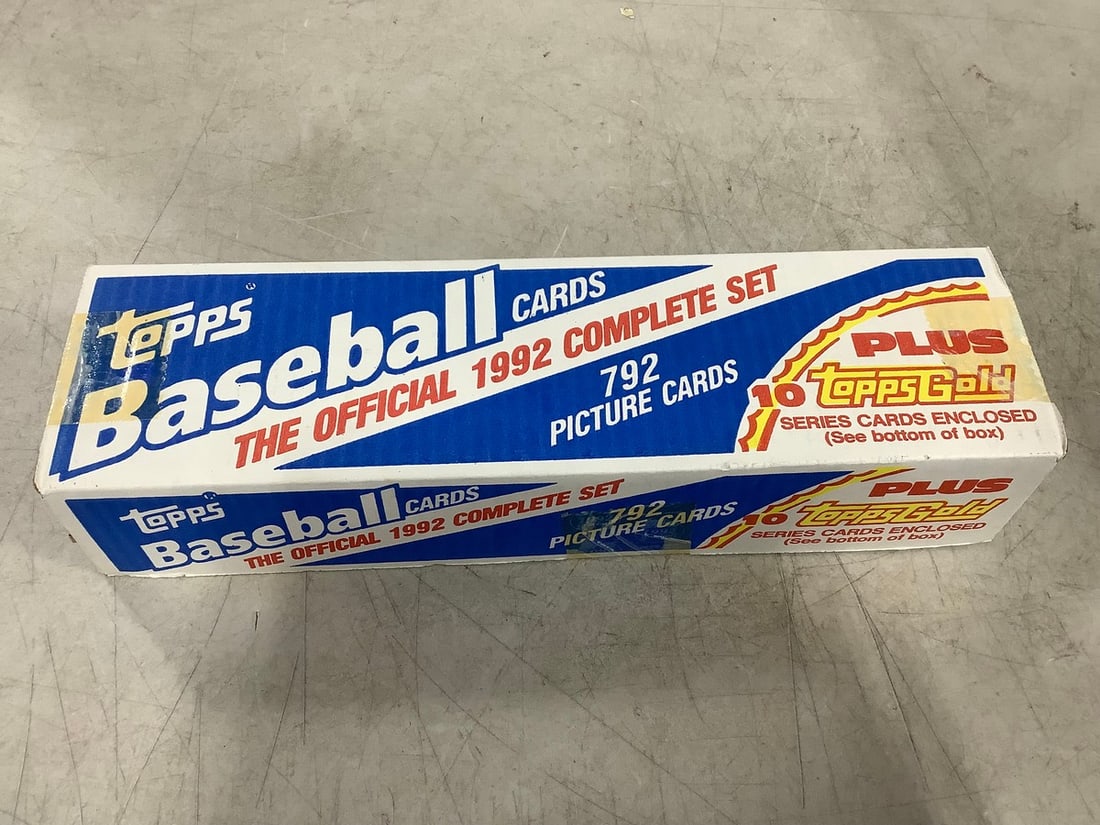 Topps®
Baseball CARDS
THE OFFICIAL 1992 COMPLETE SET
792
PICTURE CARDS
PLUS
10 ToppsGold
SERIES CARDS ENCLOSED
(See bottom of box)
Topps®
Baseball CARDS
THE OFFICIAL 1992 COMPLETE SET
792
PICTURE CARDS
PLUS
10 ToppsGold
SERIES CARDS ENCLOSED
(See bottom of box)